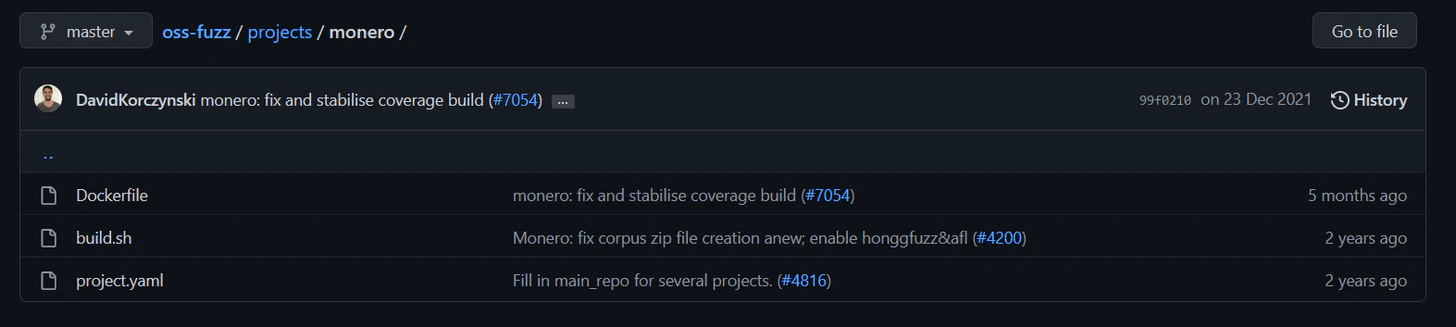 master oss-fuzz / projects / monero / Go to file
DavidKorczynski monero: fix and stabilise coverage build (#7054) ... 99f0210 on 23 Dec 2021 History
..
Dockerfile monero: fix and stabilise coverage build (#7054) 5 months ago
build.sh Monero: fix corpus zip file creation anew; enable honggfuzz&afl (#4200) 2 years ago
project.yaml Fill in main_repo for several projects. (#4816) 2 years ago